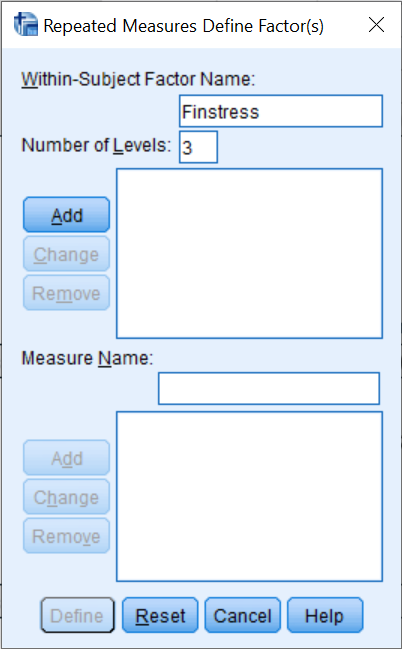 Repeated Measures Define Factor(s)
Within-Subject Factor Name:
Finstress
Number of Levels: 3
Add
Change
Remove
Measure Name:
Add
Change
Remove
Define Reset Cancel Help